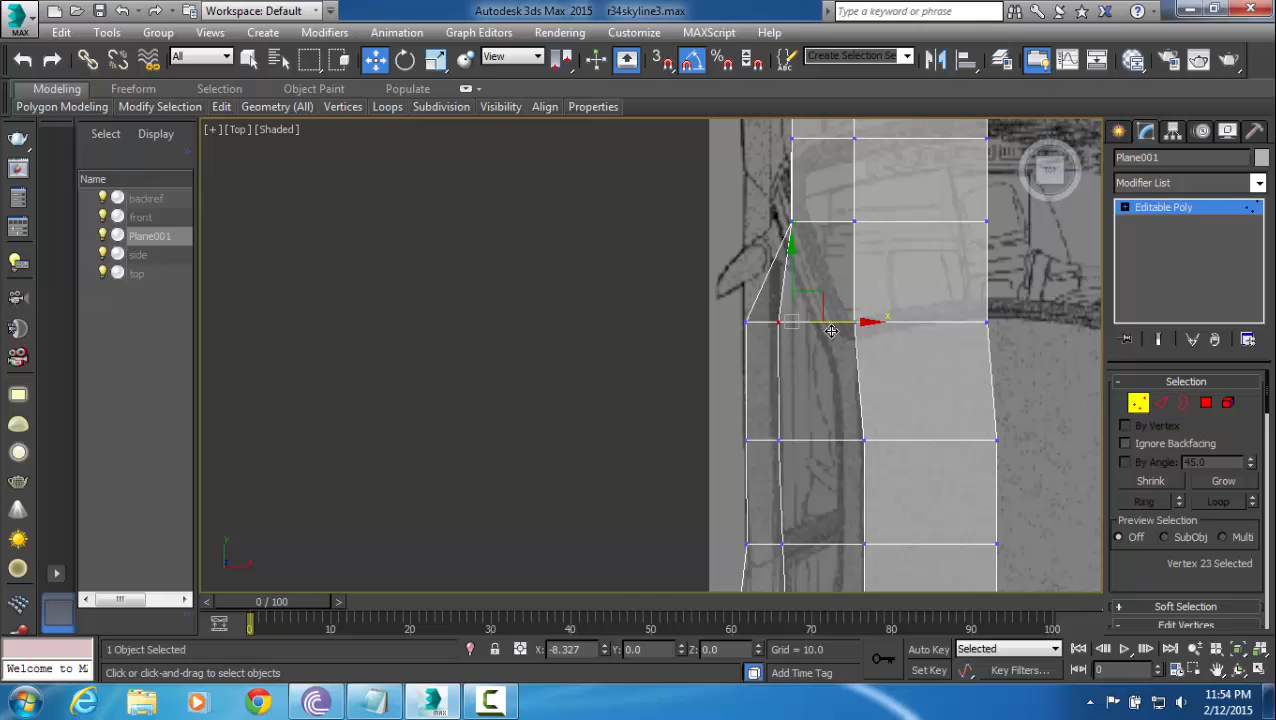 Workspace: Default
Autodesk 3ds Max 2015    r34skyline3.max
Type a keyword or phrase
MAX
Edit Tools Group Views Create Modifiers Animation Graph Editors Rendering Customize MAXScript Help
All
View
3
Create Selection Se
Modeling Freeform Selection Object Paint Populate
Polygon Modeling Modify Selection Edit Geometry (All) Vertices Loops Subdivision Visibility Align Properties
Select Display
[+] [Top] [Shaded]
Name
backref
front
Plane001
side
top
TOP
x
y
x
Plane001
Modifier List
Editable Poly
Selection
By Vertex
Ignore Backfacing
By Angle: 45.0
Shrink Grow
Ring Loop
Preview Selection
Off SubObj Multi
Vertex 23 Selected
Soft Selection
Edit Vertices
0 / 100
0 10 20 30 40 50 60 70 80 90 100
1 Object Selected
X: -8.327 Y: 0.0 Z: 0.0 Grid = 10.0
Auto Key Selected
Welcome to M
Click or click-and-drag to select objects
Add Time Tag
Set Key Key Filters...
0
11:54 PM
2/12/2015